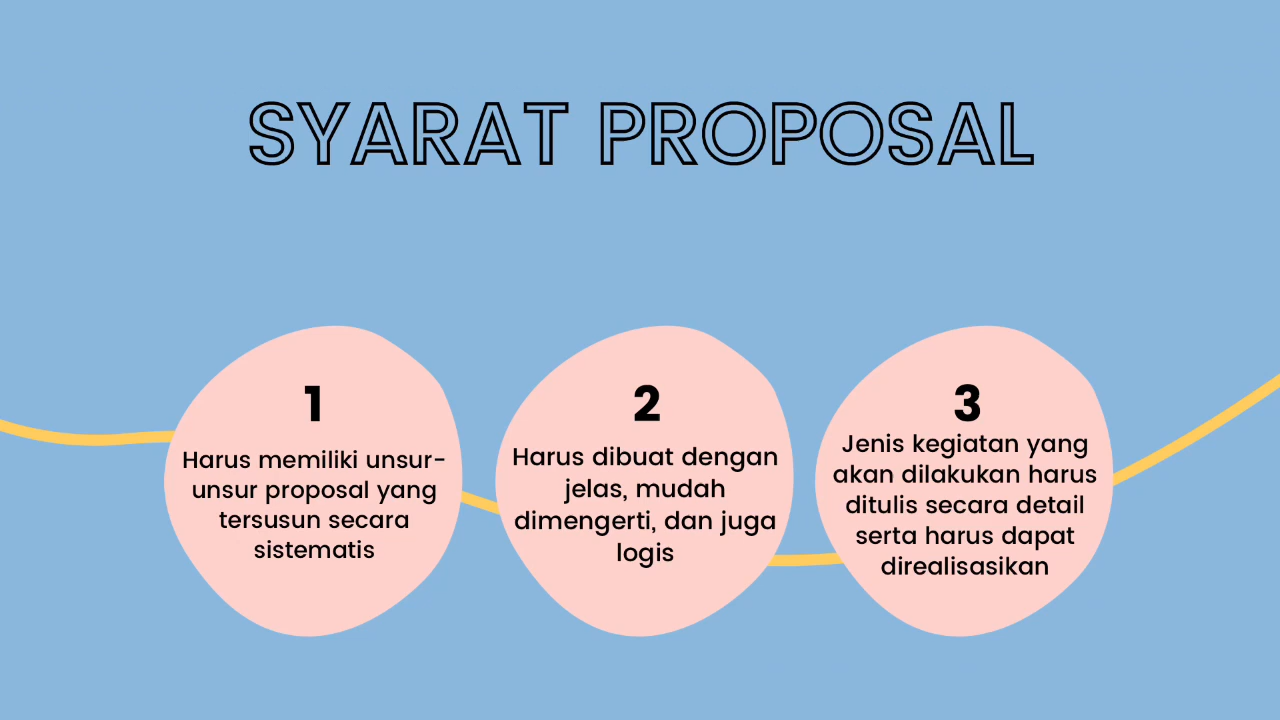 SYARAT PROPOSAL
1
Harus memiliki unsur-
unsur proposal yang
tersusun secara
sistematis
2
Harus dibuat dengan
jelas, mudah
dimengerti, dan juga
logis
3
Jenis kegiatan yang
akan dilakukan harus
ditulis secara detail
serta harus dapat
direalisasikan